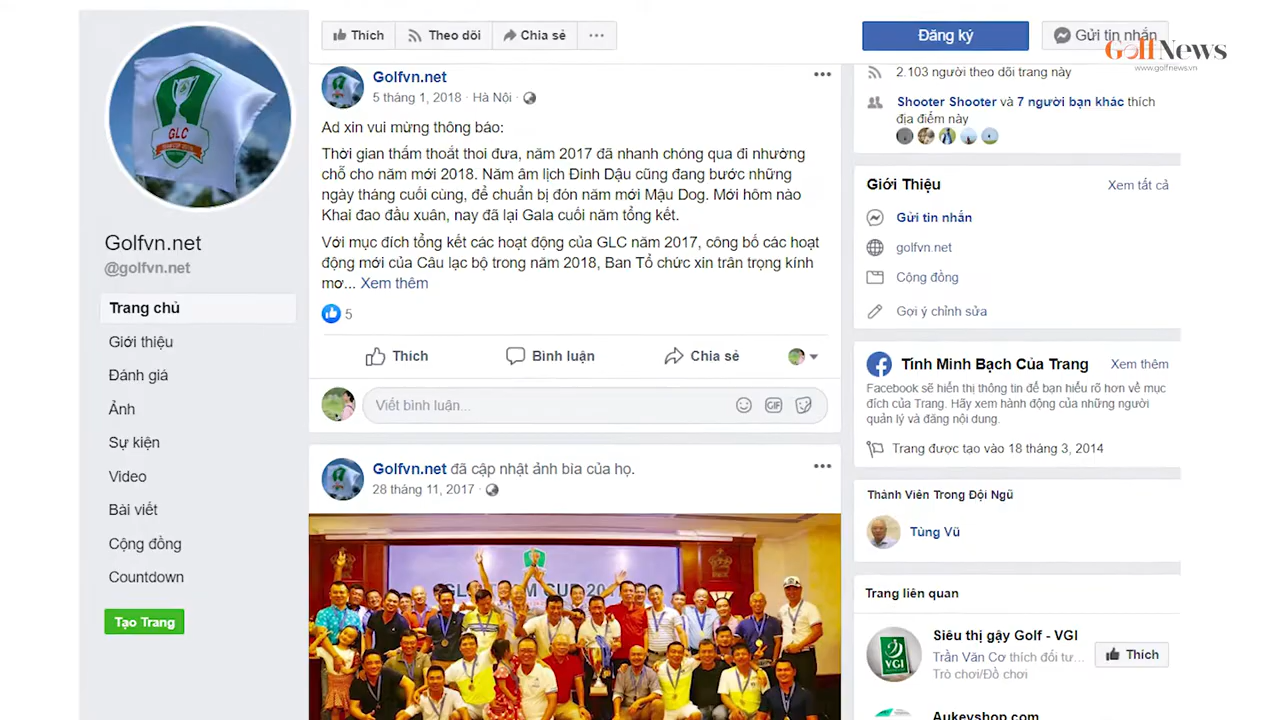 Thích
Theo dõi
Chia sẻ
Đăng ký
Gửi tin nhắn
GolfNews
www.golfnews.vn
GLC
Golfvn.net
@golfvn.net
Trang chủ
Giới thiệu
Đánh giá
Ảnh
Sự kiện
Video
Bài viết
Cộng đồng
Countdown
Tạo Trang
Golfvn.net
5 tháng 1, 2018 · Hà Nội ·
Ad xin vui mừng thông báo:
Thời gian thấm thoắt thoi đưa, năm 2017 đã nhanh chóng qua đi nhường
chỗ cho năm mới 2018. Năm âm lịch Đinh Dậu cũng đang bước những
ngày tháng cuối cùng, để chuẩn bị đón năm mới Mậu Dog. Mới hôm nào
Khai đao đầu xuân, nay đã lại Gala cuối năm tổng kết.
Với mục đích tổng kết các hoạt động của GLC năm 2017, công bố các hoạt
động mới của Câu lạc bộ trong năm 2018, Ban Tổ chức xin trân trọng kính
mơ... Xem thêm
5
Thích
Bình luận
Chia sẻ
Viết bình luận...
GIF
Golfvn.net đã cập nhật ảnh bìa của họ.
28 tháng 11, 2017 ·
2.103 người theo dõi trang này
Shooter Shooter và 7 người bạn khác thích
địa điểm này
Giới Thiệu
Xem tất cả
Gửi tin nhắn
golfvn.net
Cộng đồng
Gợi ý chỉnh sửa
Tính Minh Bạch Của Trang
Xem thêm
Facebook sẽ hiển thị thông tin để bạn hiểu rõ hơn về mục
đích của Trang. Hãy xem hành động của những người
quản lý và đăng nội dung.
Trang được tạo vào 18 tháng 3, 2014
Thành Viên Trong Đội Ngũ
Tùng Vũ
Trang liên quan
VGI
Siêu thị gậy Golf - VGI
Trần Văn Cơ thích đối tư...
Trò chơi/Đồ chơi
Thích
Aukeyshop.com